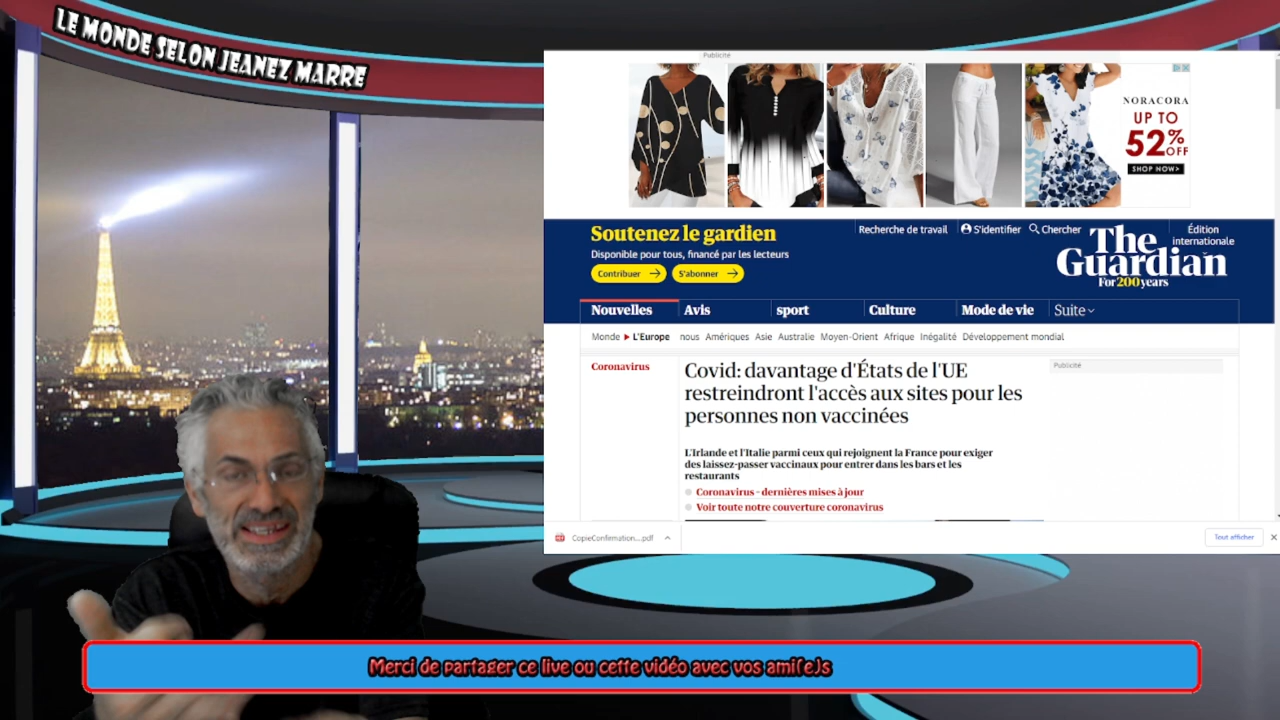 LE MONDE SELON JEANEZ MARRE
Publicité
NORACORA
UP TO
52%
OFF
SHOP NOW>
Soutenez le gardien
Disponible pour tous, financé par les lecteurs
Contribuer →
S'abonner →
Recherche de travail
S'identifier
Chercher
Édition
internationale
The
Guardian
For 200 years
Nouvelles
Avis
sport
Culture
Mode de vie
Suite
Monde
L'Europe
nous
Amériques
Asie
Australie
Moyen-Orient
Afrique
Inégalité
Développement mondial
Coronavirus
Covid: davantage d'États de l'UE
restreindront l'accès aux sites pour les
personnes non vaccinées
Publicité
L'Irlande et l'Italie parmi ceux qui rejoignent la France pour exiger
des laissez-passer vaccinaux pour entrer dans les bars et les
restaurants
Coronavirus - dernières mises à jour
Voir toute notre couverture coronavirus
CopieConfirmation....pdf
Tout afficher
Merci de partager ce live ou cette vidéo avec vos ami(e)s